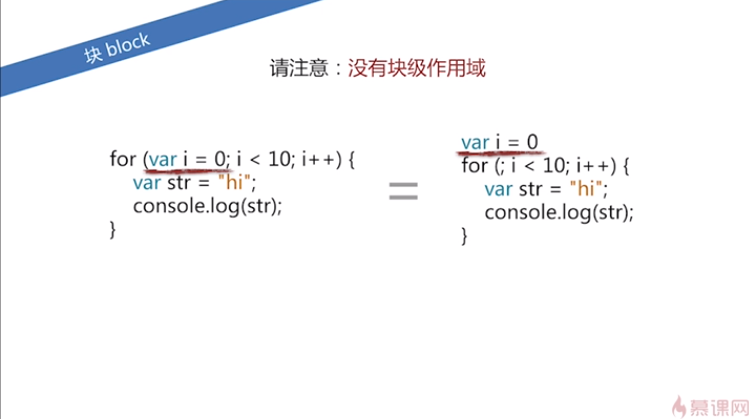 块 block
请注意：没有块级作用域
for (var i = 0; i < 10; i++) {
var str = "hi";
console.log(str);
}
=
var i = 0
for (; i < 10; i++) {
var str = "hi";
console.log(str);
}
慕课网